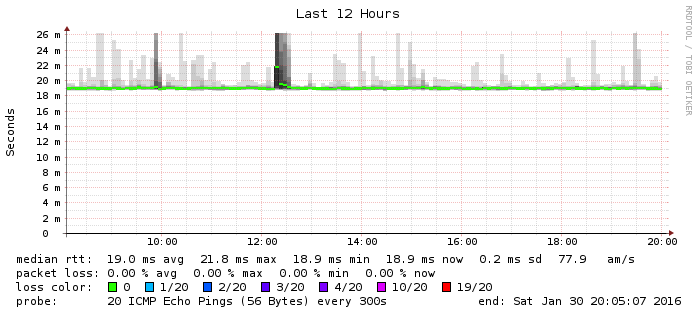 Last 12 Hours
RRDTOOL / TOBI OETIKER
Seconds
26 m
24 m
22 m
20 m
18 m
16 m
14 m
12 m
10 m
8 m
6 m
4 m
2 m
0
10:00 12:00 14:00 16:00 18:00 20:00
median rtt: 19.0 ms avg 21.8 ms max 18.9 ms min 18.9 ms now 0.2 ms sd 77.9 am/s
packet loss: 0.00 % avg 0.00 % max 0.00 % min 0.00 % now
loss color: 0 1/20 2/20 3/20 4/20 10/20 19/20
probe: 20 ICMP Echo Pings (56 Bytes) every 300s end: Sat Jan 30 20:05:07 2016